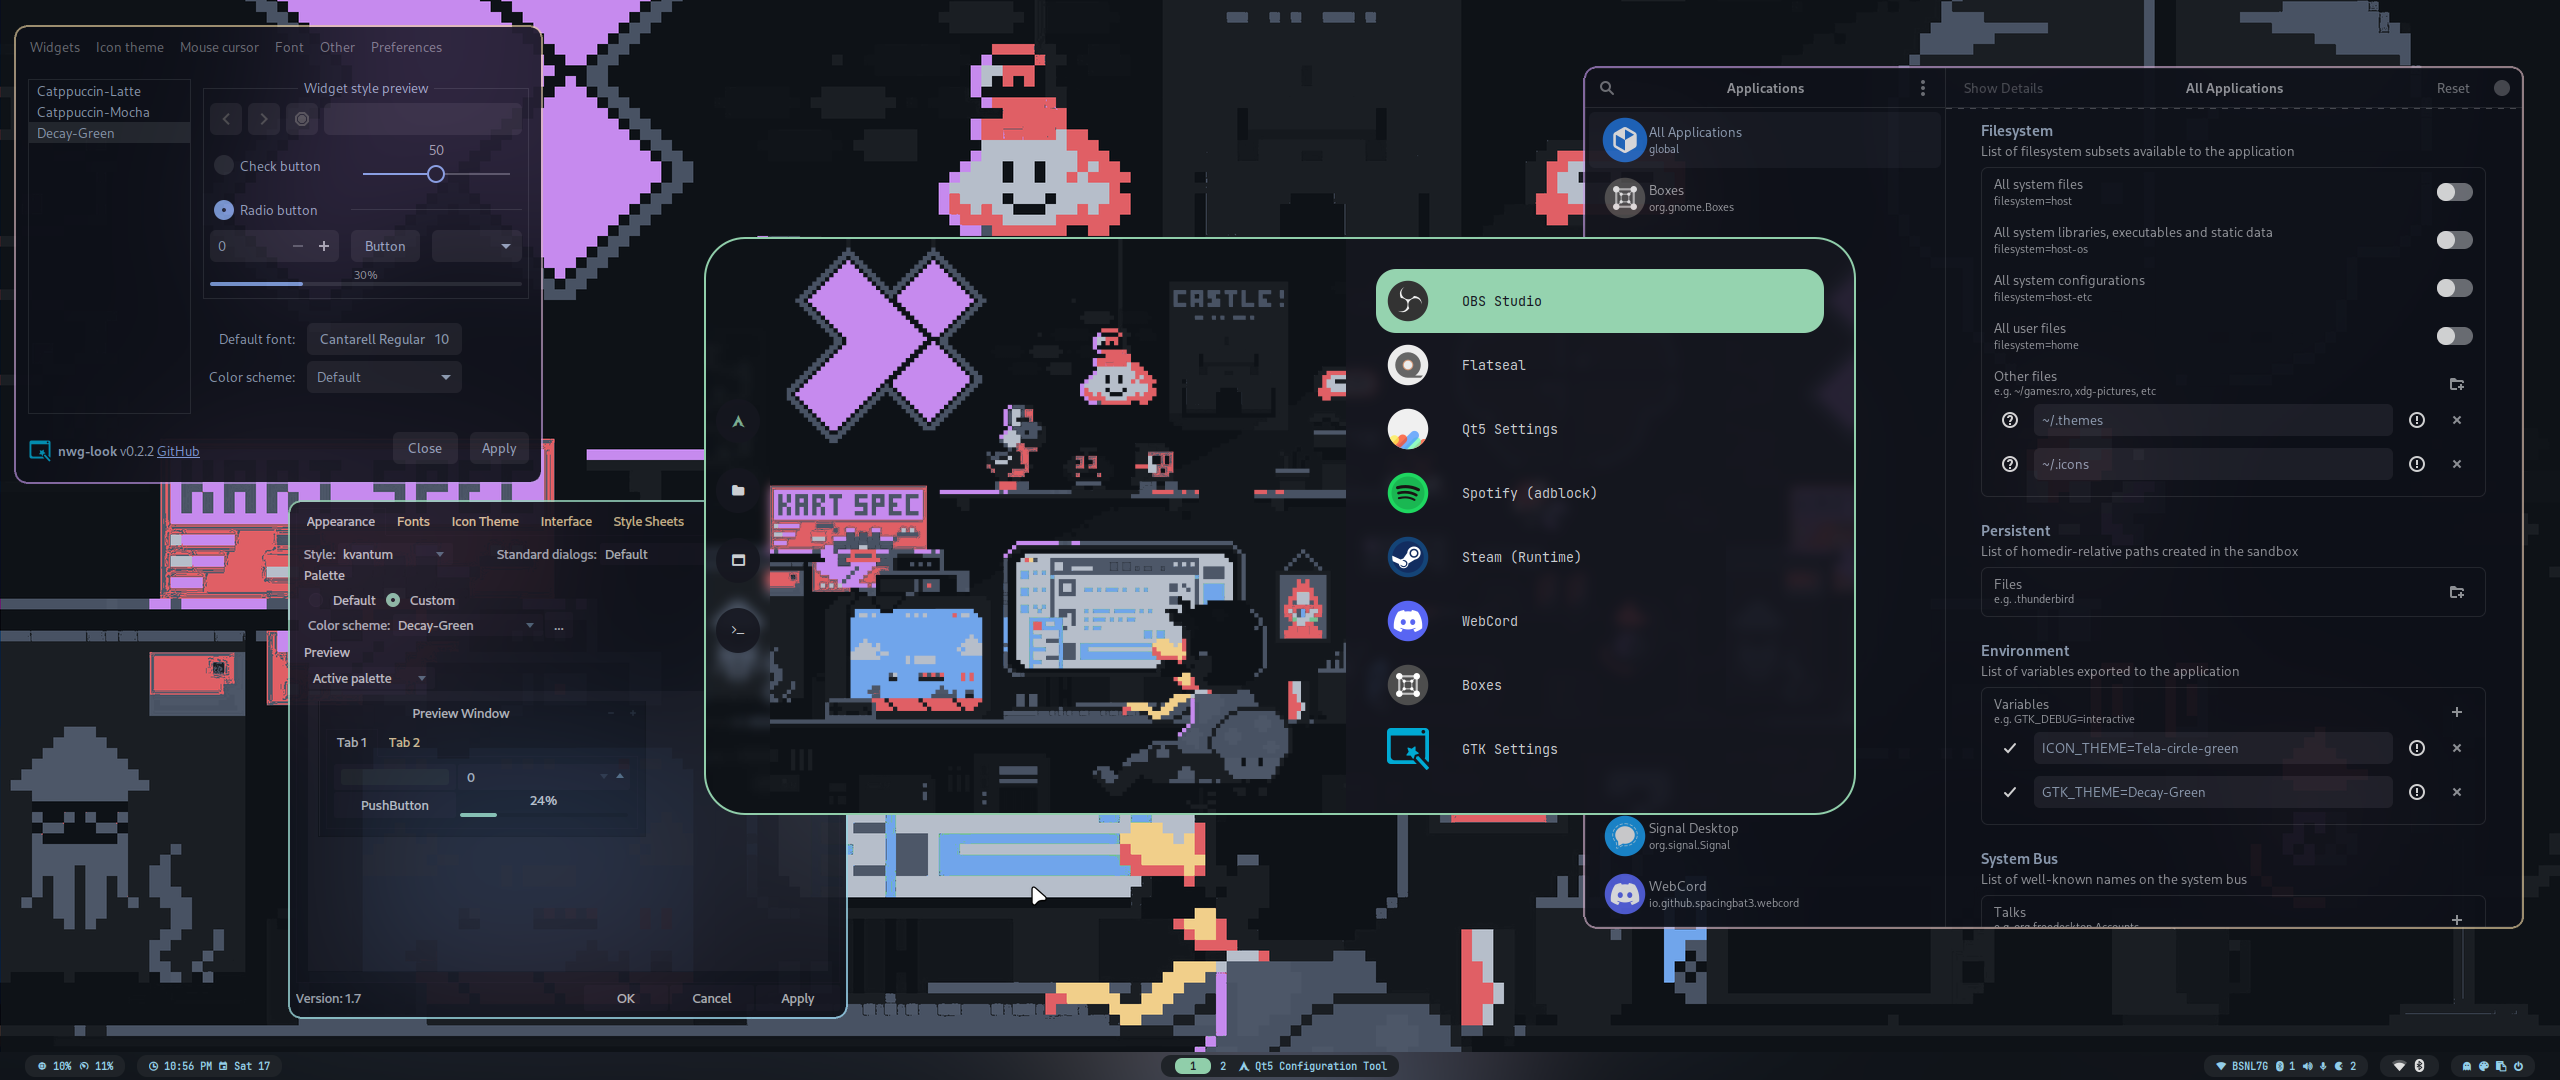 Widgets Icon theme Mouse cursor Font Other Preferences
Catppuccin-Latte
Catppuccin-Mocha
Decay-Green
Widget style preview
Check button
50
Radio button
0
Button
30%
Default font: Cantarell Regular 10
Color scheme: Default
nwg-look v0.2.2 GitHub
Close Apply
Appearance Fonts Icon Theme Interface Style Sheets
Style: kvantum Standard dialogs: Default
Palette
Default Custom
Color scheme: Decay-Green ...
Preview
Active palette
Preview Window
Tab 1 Tab 2
0
PushButton 24%
Version: 1.7
OK Cancel Apply
CASTLE!
KART SPEC
OBS Studio
Flatseal
Qt5 Settings
Spotify (adblock)
Steam (Runtime)
WebCord
Boxes
GTK Settings
Applications
All Applications
global
Boxes
org.gnome.Boxes
Signal Desktop
org.signal.Signal
WebCord
io.github.spacingbat3.webcord
Show Details All Applications Reset
Filesystem
List of filesystem subsets available to the application
All system files
filesystem=host
All system libraries, executables and static data
filesystem=host-os
All system configurations
filesystem=host-etc
All user files
filesystem=home
Other files
e.g. ~/games:ro, xdg-pictures, etc
~/.themes
~/.icons
Persistent
List of homedir-relative paths created in the sandbox
Files
e.g. .thunderbird
Environment
List of variables exported to the application
Variables
e.g. GTK_DEBUG=interactive
ICON_THEME=Tela-circle-green
GTK_THEME=Decay-Green
System Bus
List of well-known names on the system bus
Talks
e.g. org.freedesktop.Accounts
10% 11% 10:56 PM Sat 17
1 2 Qt5 Configuration Tool
BSNL7G 1 2